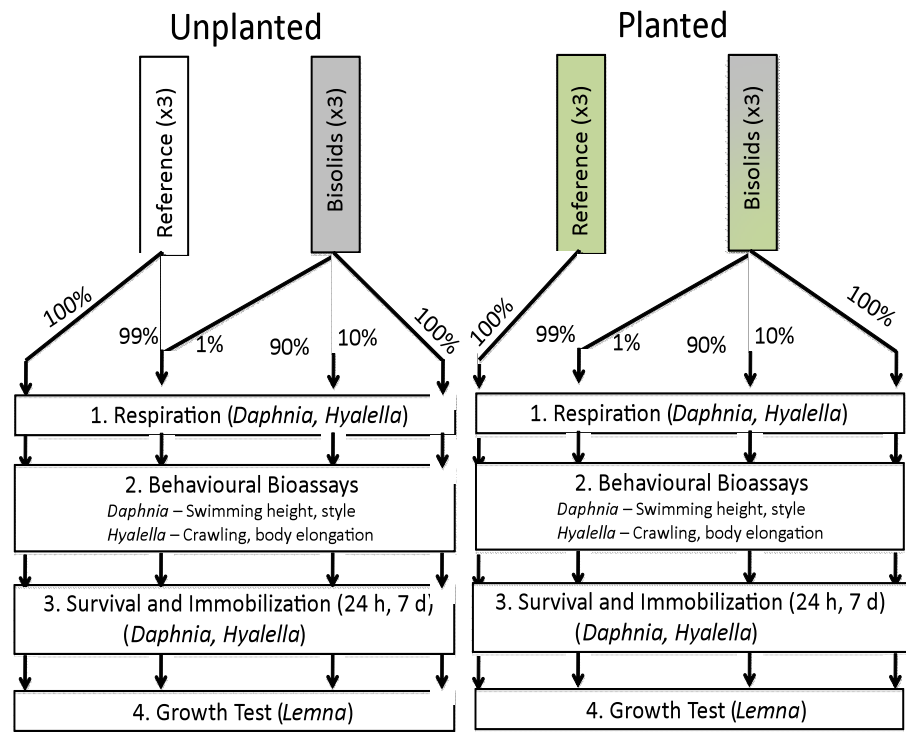 Unplanted
Planted
Reference (x3)
Bisolids (x3)
Reference (x3)
Bisolids (x3)
100%
99%
1%
90%
10%
100%
100%
99%
1%
90%
10%
100%
1. Respiration (Daphnia, Hyalella)
2. Behavioural Bioassays
Daphnia – Swimming height, style
Hyalella – Crawling, body elongation
3. Survival and Immobilization (24 h, 7 d)
(Daphnia, Hyalella)
4. Growth Test (Lemna)
1. Respiration (Daphnia, Hyalella)
2. Behavioural Bioassays
Daphnia – Swimming height, style
Hyalella – Crawling, body elongation
3. Survival and Immobilization (24 h, 7 d)
(Daphnia, Hyalella)
4. Growth Test (Lemna)